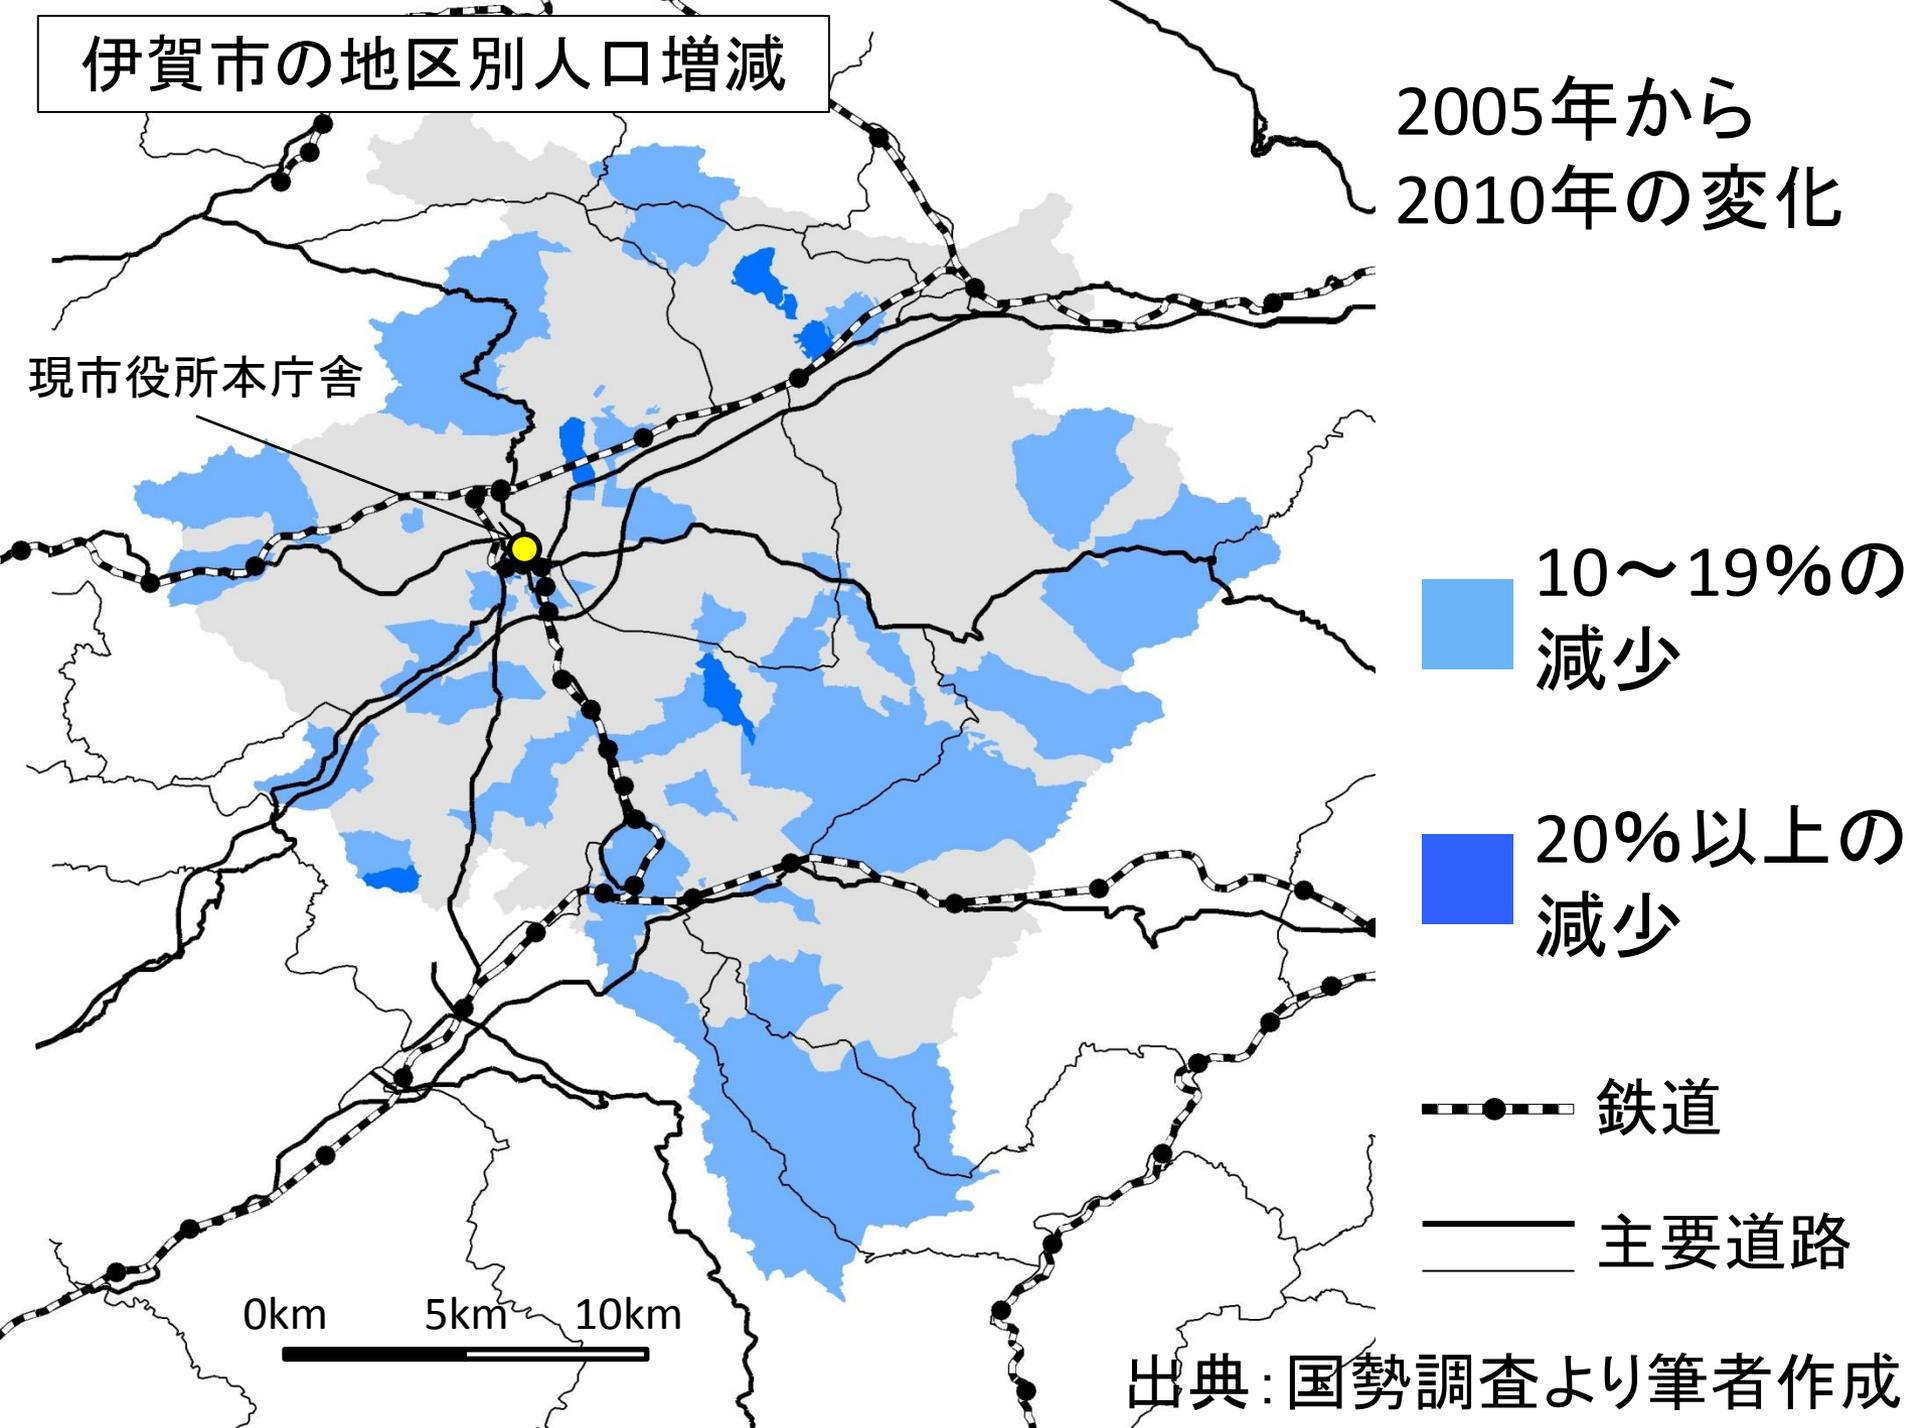 伊賀市の地区別人口増減
2005年から
2010年の変化
現市役所本庁舎
10～19%の
減少
20%以上の
減少
鉄道
主要道路
0km 5km 10km
出典：国勢調査より筆者作成